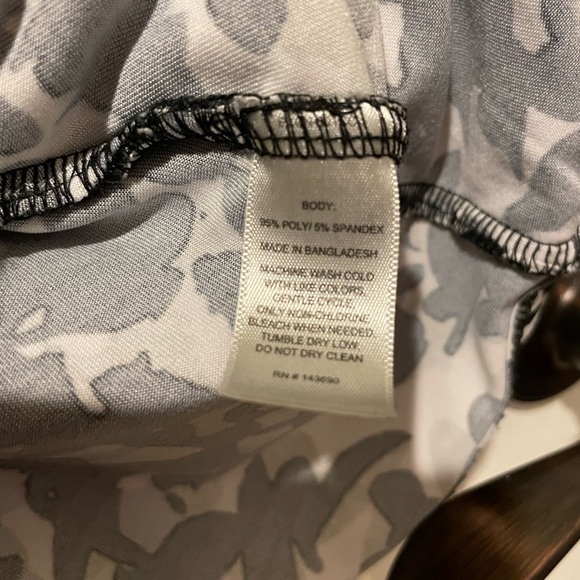 BODY:
95% POLY/ 5% SPANDEX
MADE IN BANGLADESH
MACHINE WASH COLD
WITH LIKE COLORS,
GENTLE CYCLE
ONLY NON-CHLORINE
BLEACH WHEN NEEDED.
TUMBLE DRY LOW.
DO NOT DRY CLEAN
RN # 143690